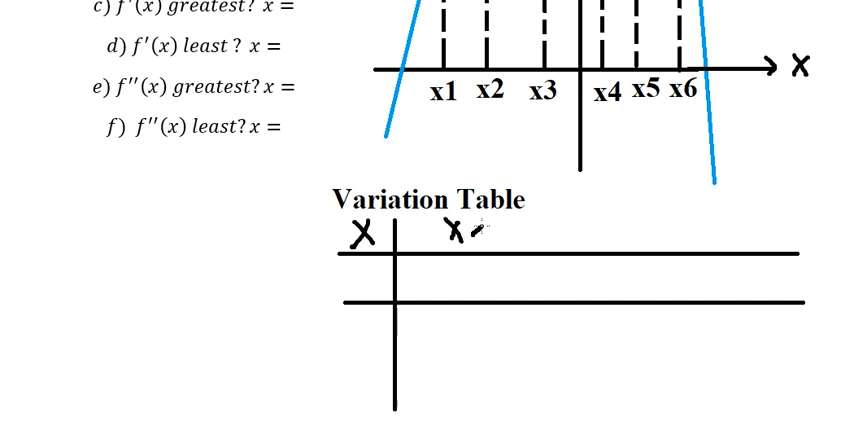 c) f'(x) greatest? x =
d) f'(x) least ? x =
e) f''(x) greatest? x =
f) f''(x) least? x =
x
x1 x2 x3 x4 x5 x6
Variation Table
x x